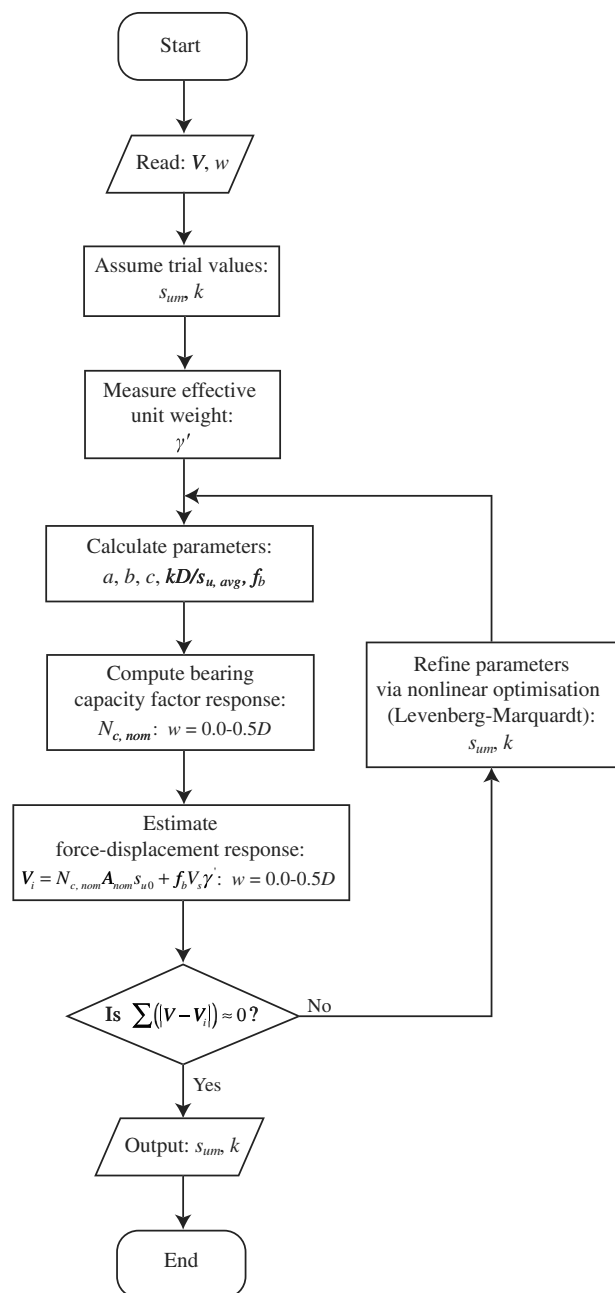 Start
Read: V, w
Assume trial values:
s_um, k
Measure effective
unit weight:
γ′
Calculate parameters:
a, b, c, kD/s_u, avg, f_b
Compute bearing
capacity factor response:
N_c, nom: w = 0.0-0.5D
Refine parameters
via nonlinear optimisation
(Levenberg-Marquardt):
s_um, k
Estimate
force-displacement response:
V_i = N_c, nom A_nom s_u0 + f_b V_s γ': w = 0.0-0.5D
Is ∑(|V−V_i|) ≈ 0 ?
No
Yes
Output: s_um, k
End